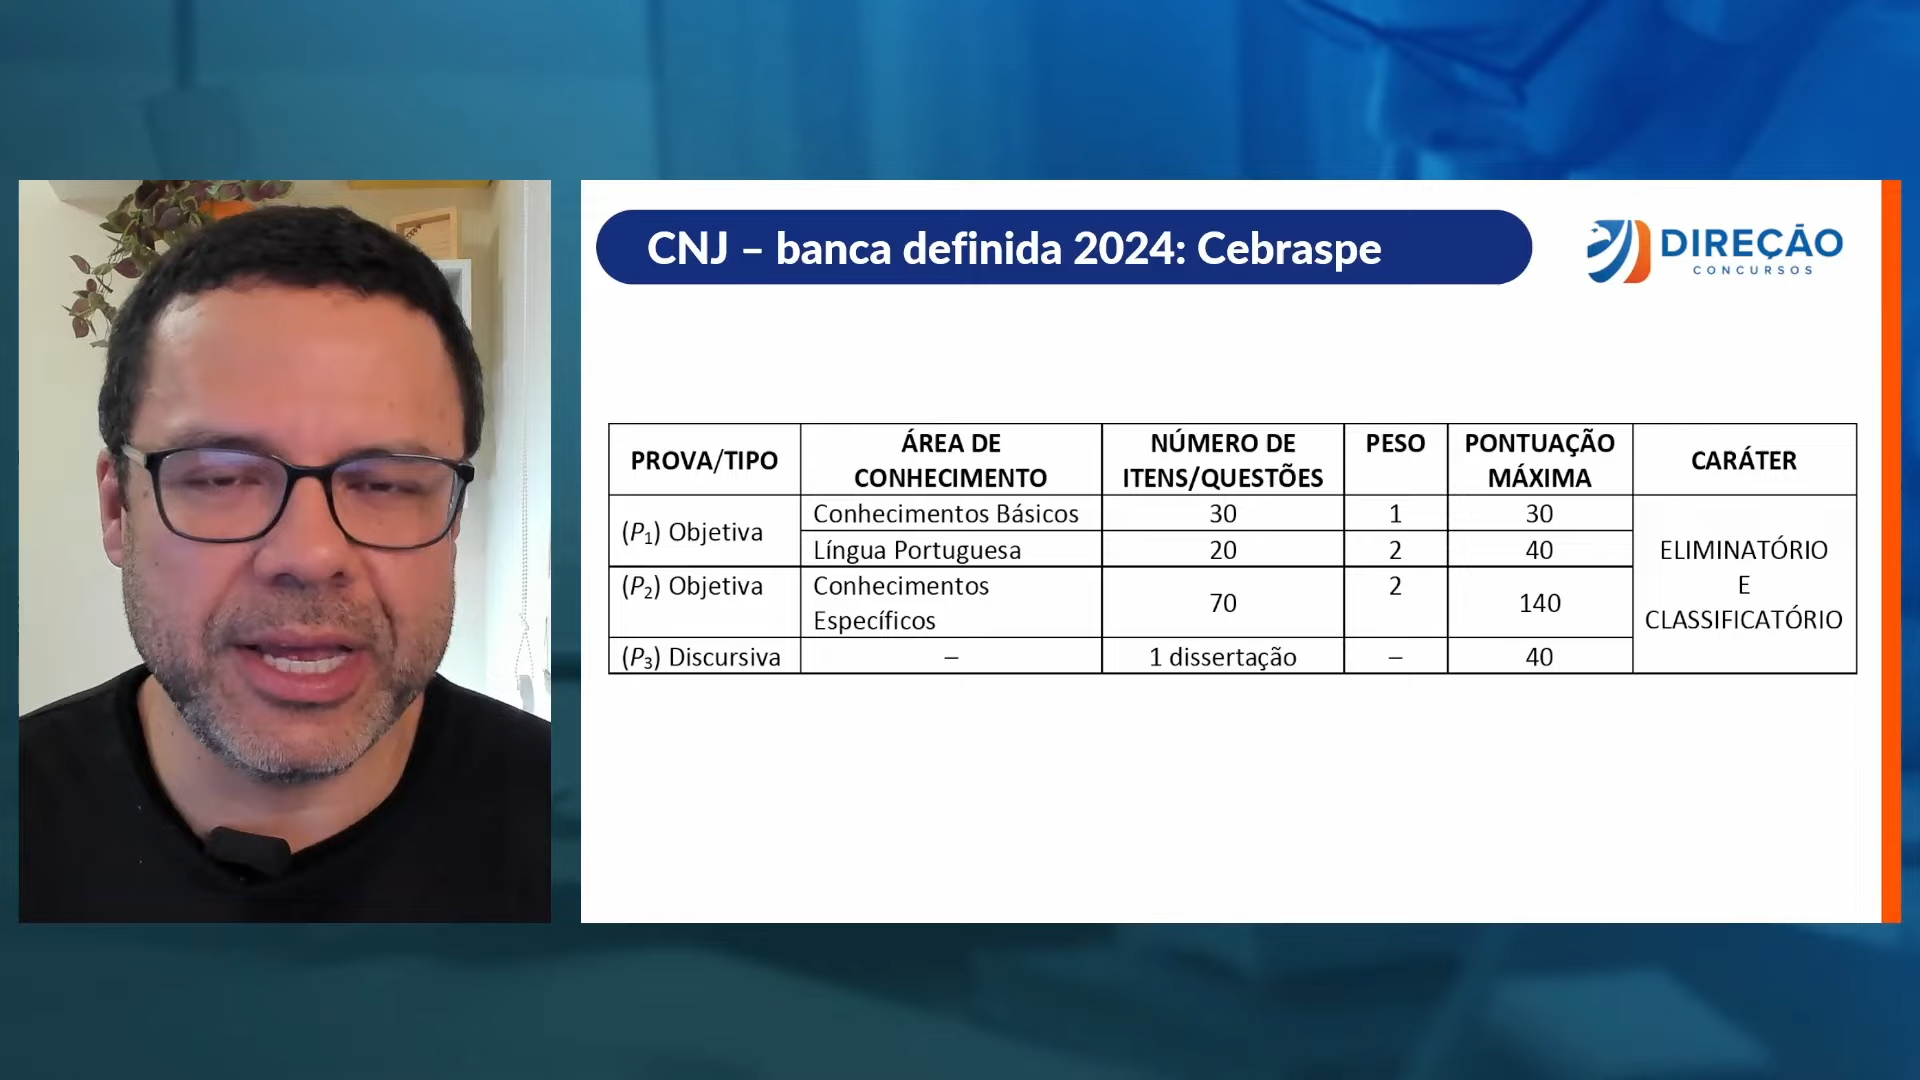 CNJ – banca definida 2024: Cebraspe
DIREÇÃO
CONCURSOS
PROVA/TIPO
ÁREA DE
CONHECIMENTO
NÚMERO DE
ITENS/QUESTÕES
PESO
PONTUAÇÃO
MÁXIMA
CARÁTER
(P1) Objetiva
Conhecimentos Básicos
30
1
30
Língua Portuguesa
20
2
40
(P2) Objetiva
Conhecimentos
Específicos
70
2
140
(P3) Discursiva
–
1 dissertação
–
40
ELIMINATÓRIO
E
CLASSIFICATÓRIO